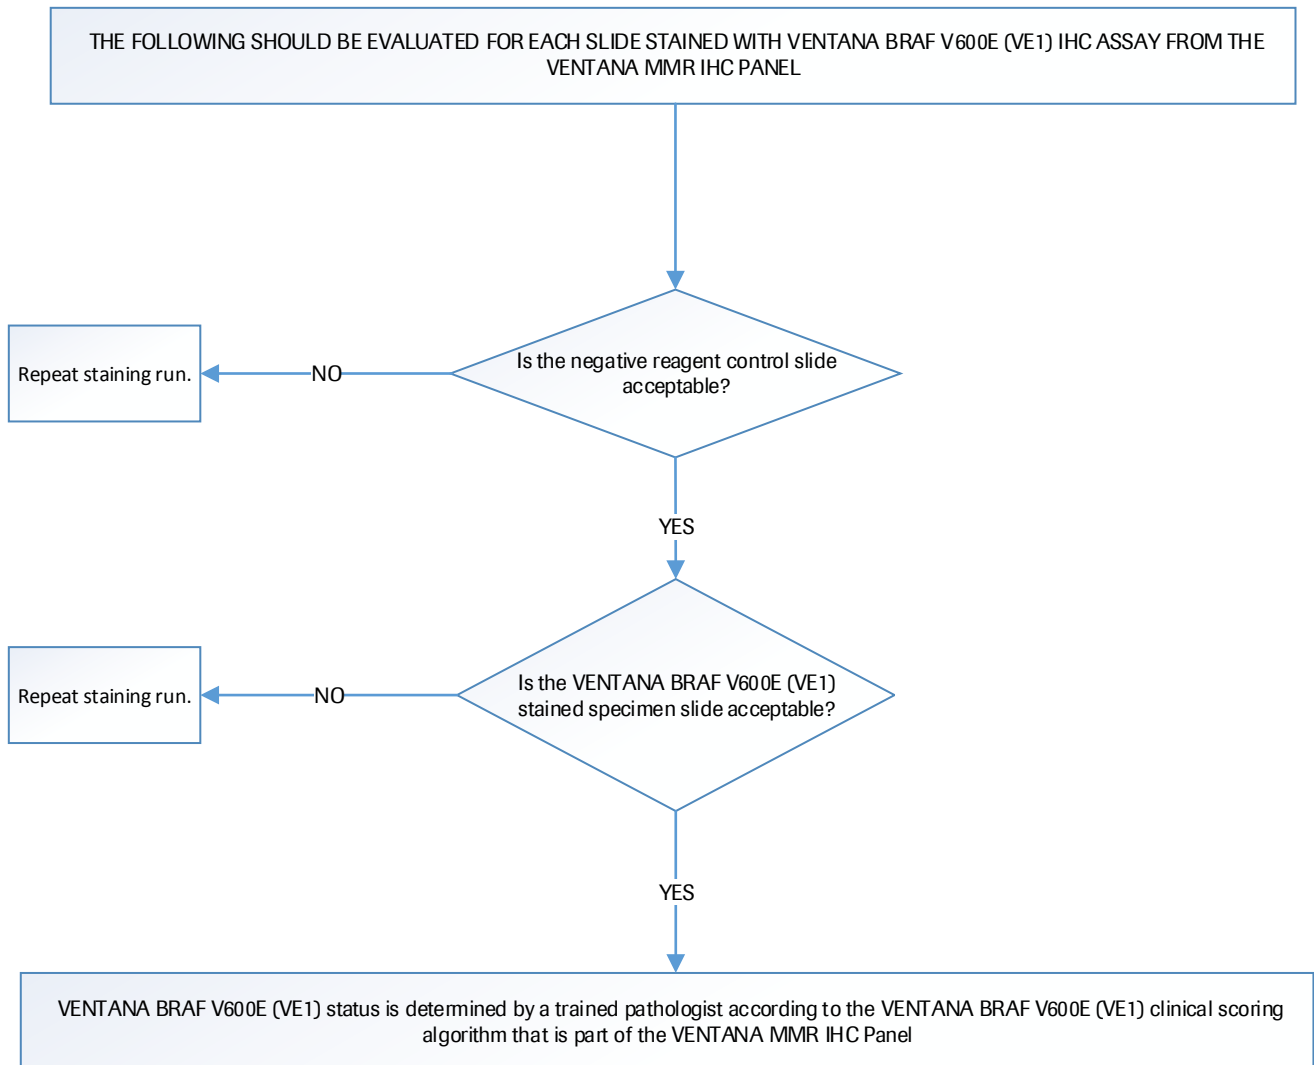 THE FOLLOWING SHOULD BE EVALUATED FOR EACH SLIDE STAINED WITH VENTANA BRAF V600E (VE1) IHC ASSAY FROM THE
VENTANA MMR IHC PANEL
Is the negative reagent control slide
acceptable?
NO
Repeat staining run.
YES
Is the VENTANA BRAF V600E (VE1)
stained specimen slide acceptable?
NO
Repeat staining run.
YES
VENTANA BRAF V600E (VE1) status is determined by a trained pathologist according to the VENTANA BRAF V600E (VE1) clinical scoring
algorithm that is part of the VENTANA MMR IHC Panel